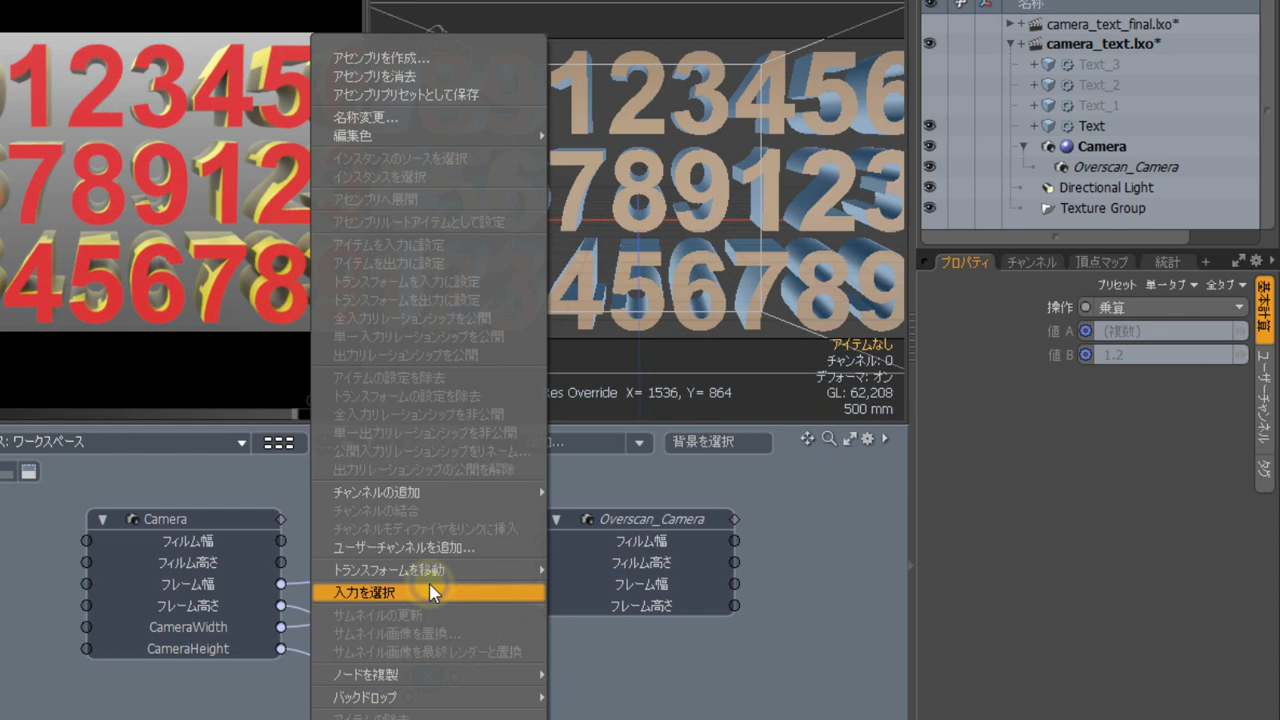 12345
78912
45678
アセンブリを作成...
アセンブリを消去
アセンブリプリセットとして保存
名称変更...
編集色
インスタンスのソースを選択
インスタンスを選択
アセンブリへ展開
アセンブリルートアイテムとして設定
アイテムを入力に設定
アイテムを出力に設定
トランスフォームを入力に設定
トランスフォームを出力に設定
全入力リレーションシップを公開
単一入力リレーションシップを公開
出力リレーションシップを公開
アイテムの設定を除去
トランスフォームの設定を除去
全入力リレーションシップを非公開
単一出力リレーションシップを非公開
公開入力リレーションシップをリネーム...
出力リレーションシップの公開を解除
チャンネルの追加
チャンネルの結合
チャンネルモディファイヤをリンクに挿入
ユーザーチャンネルを追加...
トランスフォームを移動
入力を選択
サムネイルの更新
サムネイル画像を置換...
サムネイル画像を最終レンダーと置換
ノードを複製
バックドロップ
123456
789123
456789
アイテムなし
チャンネル: 0
デフォーマ: オン
GL: 62,208
500 mm
Res Override X= 1536, Y= 864
名称
camera_text_final.lxo*
camera_text.lxo*
Text_3
Text_2
Text_1
Text
Camera
Overscan_Camera
Directional Light
Texture Group
プロパティ チャンネル 頂点マップ 統計 +
プリセット 単一タブ 全タブ
操作 乗算
値 A (複数)
値 B 1.2
基本計算
ユーザーチャンネル
タグ
ス: ワークスペース
背景を選択
Camera
フィルム幅
フィルム高さ
フレーム幅
フレーム高さ
CameraWidth
CameraHeight
Overscan_Camera
フィルム幅
フィルム高さ
フレーム幅
フレーム高さ